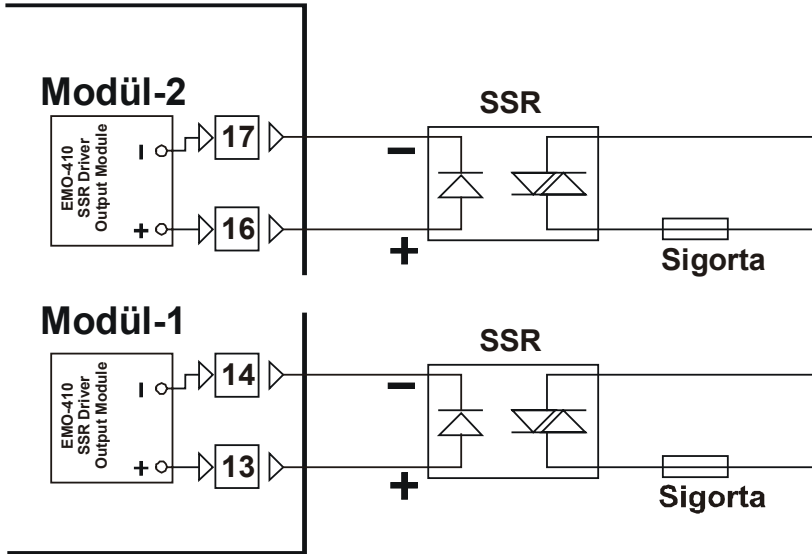 Modül-2
EMO-410
SSR Driver
Output Module
-
+
17
16
-
+
SSR
Sigorta
Modül-1
EMO-410
SSR Driver
Output Module
-
+
14
13
-
+
SSR
Sigorta